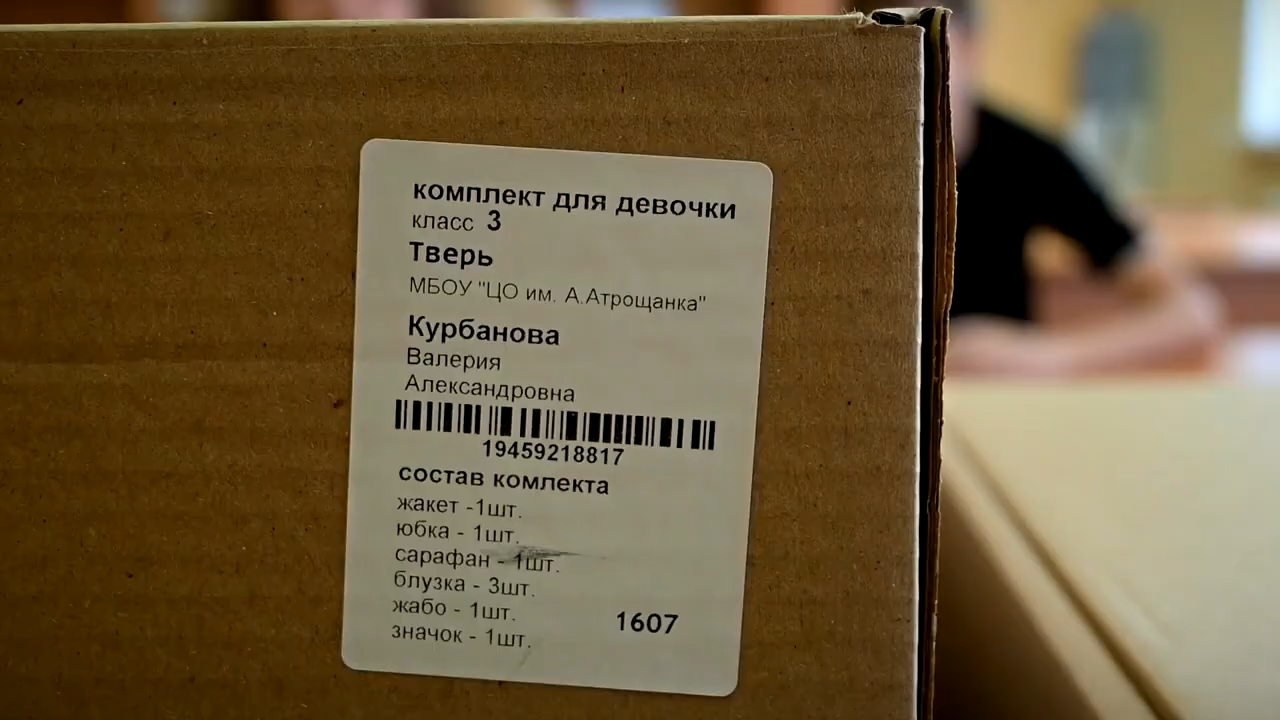 комплект для девочки
класс 3
Тверь
МБОУ "ЦО им. А.Атрощанка"
Курбанова
Валерия
Александровна
19459218817
состав комлекта
жакет -1шт.
юбка - 1шт.
сарафан - 1шт.
блузка - 3шт.
жабо - 1шт.
значок - 1шт.
1607